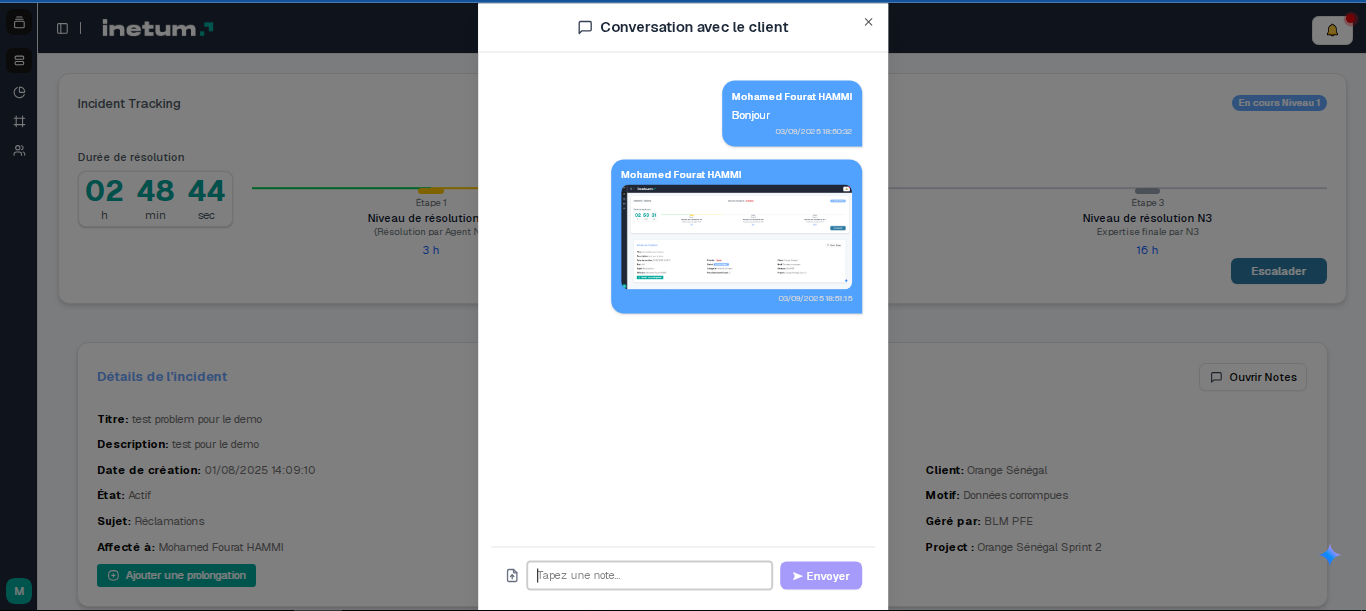 inetum.
Conversation avec le client
Incident Tracking
En cours Niveau 1
Durée de résolution
02 48 44
h min sec
Étape 1
Niveau de résolution
(Résolution par Agent N
3 h
Étape 3
Niveau de résolution N3
Expertise finale par N3
16 h
Escalader
Mohamed Fourat HAMMI
Bonjour
03/09/2025 18:50:32
Mohamed Fourat HAMMI
03/09/2025 18:51:15
Détails de l'incident
Ouvrir Notes
Titre: test problem pour le demo
Description: test pour le demo
Date de création: 01/08/2025 14:09:10
État: Actif
Sujet: Réclamations
Affecté à: Mohamed Fourat HAMMI
Ajouter une prolongation
Client: Orange Sénégal
Motif: Données corrompues
Géré par: BLM PFE
Project : Orange Sénégal Sprint 2
M
Tapez une note...
Envoyer